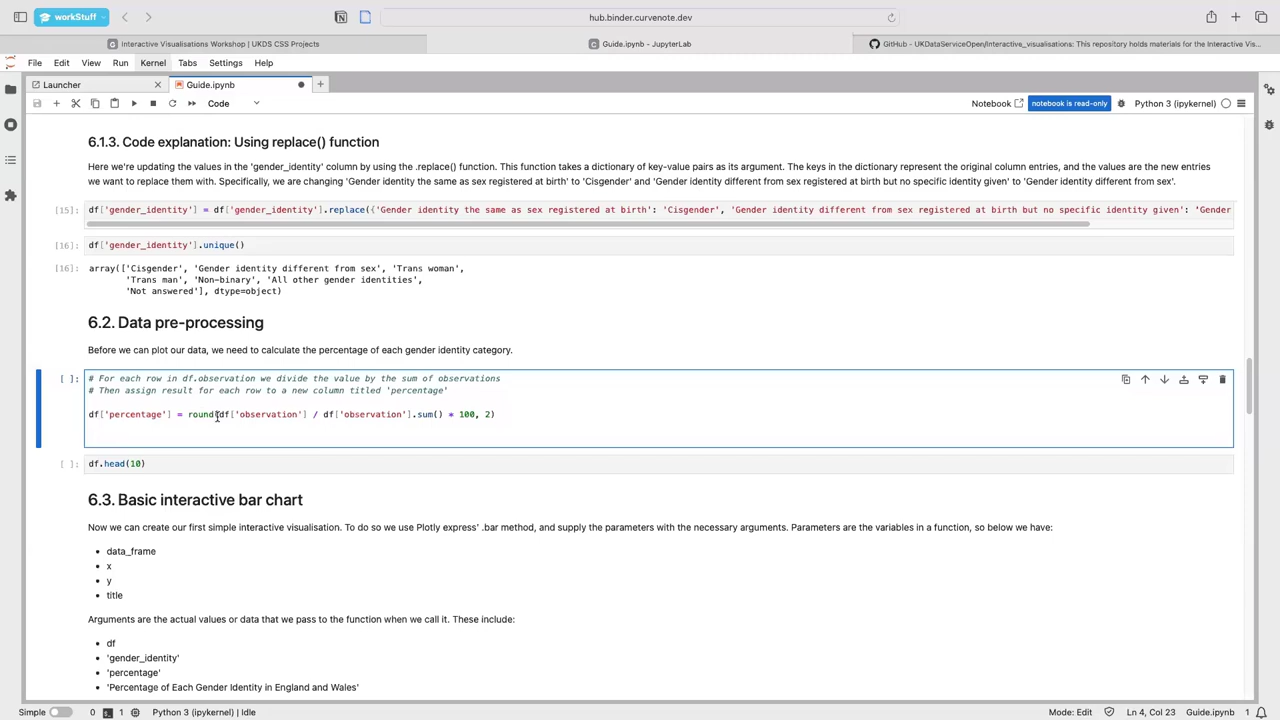 workStuff
hub.binder.curvenote.dev
Interactive Visualisations Workshop | UKDS CSS Projects
Guide.ipynb - JupyterLab
GitHub - UKDataServiceOpen/Interactive_visualisations: This repository holds materials for the Interactive Vis...
File Edit View Run Kernel Tabs Settings Help
Launcher
Guide.ipynb
Code
Notebook
notebook is read-only
Python 3 (ipykernel)
6.1.3. Code explanation: Using replace() function
Here we're updating the values in the 'gender_identity' column by using the .replace() function. This function takes a dictionary of key-value pairs as its argument. The keys in the dictionary represent the original column entries, and the values are the new entries
we want to replace them with. Specifically, we are changing 'Gender identity the same as sex registered at birth' to 'Cisgender' and 'Gender identity different from sex registered at birth but no specific identity given' to 'Gender identity different from sex'.
[15]: df['gender_identity'] = df['gender_identity'].replace({'Gender identity the same as sex registered at birth': 'Cisgender', 'Gender identity different from sex registered at birth but no specific identity given': 'Gender
[16]: df['gender_identity'].unique()
[16]: array(['Cisgender', 'Gender identity different from sex', 'Trans woman',
'Trans man', 'Non-binary', 'All other gender identities',
'Not answered'], dtype=object)
6.2. Data pre-processing
Before we can plot our data, we need to calculate the percentage of each gender identity category.
[ ]: # For each row in df.observation we divide the value by the sum of observations
# Then assign result for each row to a new column titled 'percentage'
df['percentage'] = round(df['observation'] / df['observation'].sum() * 100, 2)
[ ]: df.head(10)
6.3. Basic interactive bar chart
Now we can create our first simple interactive visualisation. To do so we use Plotly express' .bar method, and supply the parameters with the necessary arguments. Parameters are the variables in a function, so below we have:
• data_frame
• x
• y
• title
Arguments are the actual values or data that we pass to the function when we call it. These include:
• df
• 'gender_identity'
• 'percentage'
• 'Percentage of Each Gender Identity in England and Wales'
Simple 0 1 Python 3 (ipykernel) | Idle
Mode: Edit Ln 4, Col 23 Guide.ipynb 1